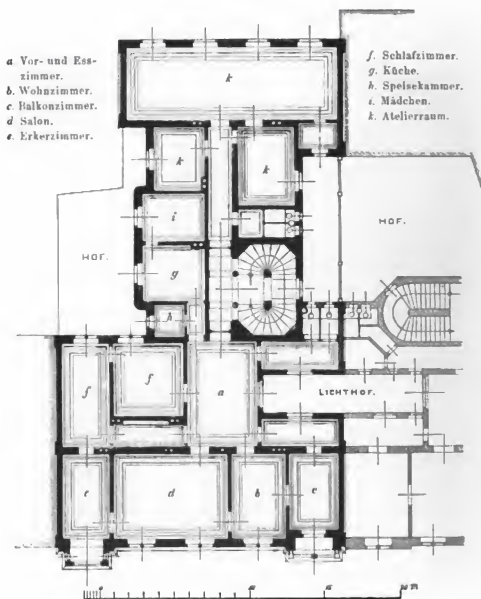 a Vor- und Ess-
zimmer.
b. Wohnzimmer.
c. Balkonzimmer.
d Salon.
e. Erkerzimmer.
f. Schlafzimmer.
g. Küche.
h. Speisekammer.
i. Mädchen.
k. Atelierraum.
k
k
k
i
HOF.
HOF.
g
h
f
f
a
LICHTHOF.
e
d
b
c